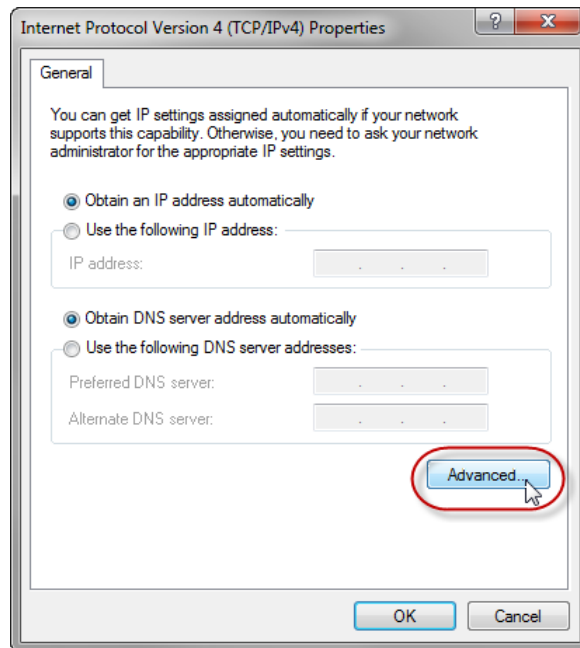 Internet Protocol Version 4 (TCP/IPv4) Properties
General
You can get IP settings assigned automatically if your network
supports this capability. Otherwise, you need to ask your network
administrator for the appropriate IP settings.
Obtain an IP address automatically
Use the following IP address:
IP address:
Obtain DNS server address automatically
Use the following DNS server addresses:
Preferred DNS server:
Alternate DNS server:
Advanced...
OK Cancel